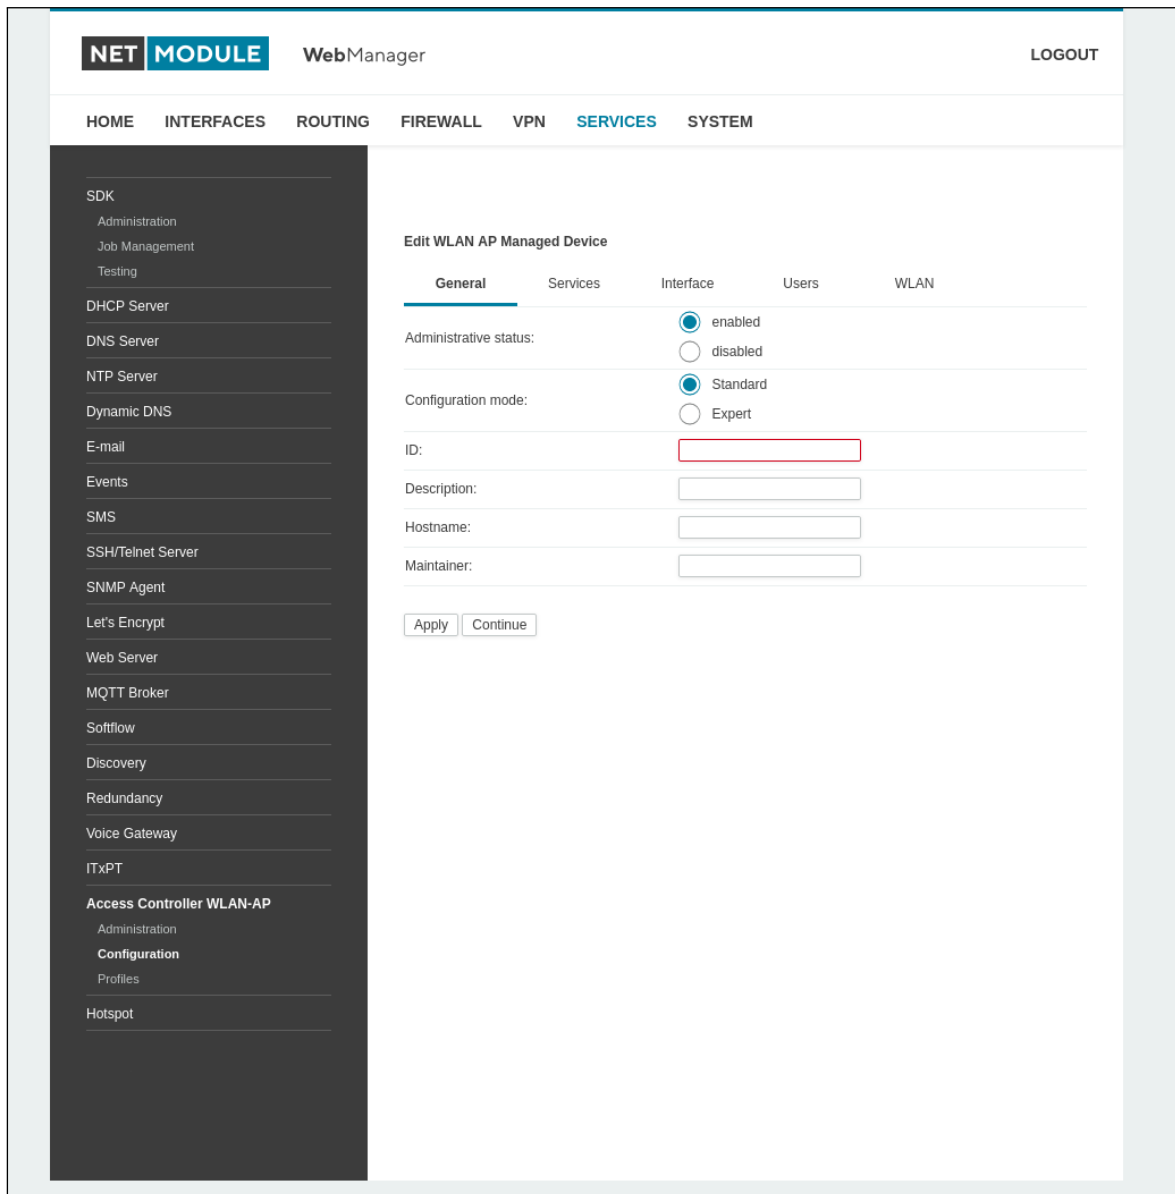 NET MODULE WebManager LOGOUT
HOME INTERFACES ROUTING FIREWALL VPN SERVICES SYSTEM
SDK
Administration
Job Management
Testing
DHCP Server
DNS Server
NTP Server
Dynamic DNS
E-mail
Events
SMS
SSH/Telnet Server
SNMP Agent
Let's Encrypt
Web Server
MQTT Broker
Softflow
Discovery
Redundancy
Voice Gateway
ITxPT
Access Controller WLAN-AP
Administration
Configuration
Profiles
Hotspot
Edit WLAN AP Managed Device
General Services Interface Users WLAN
Administrative status:
enabled
disabled
Configuration mode:
Standard
Expert
ID:
Description:
Hostname:
Maintainer:
Apply Continue